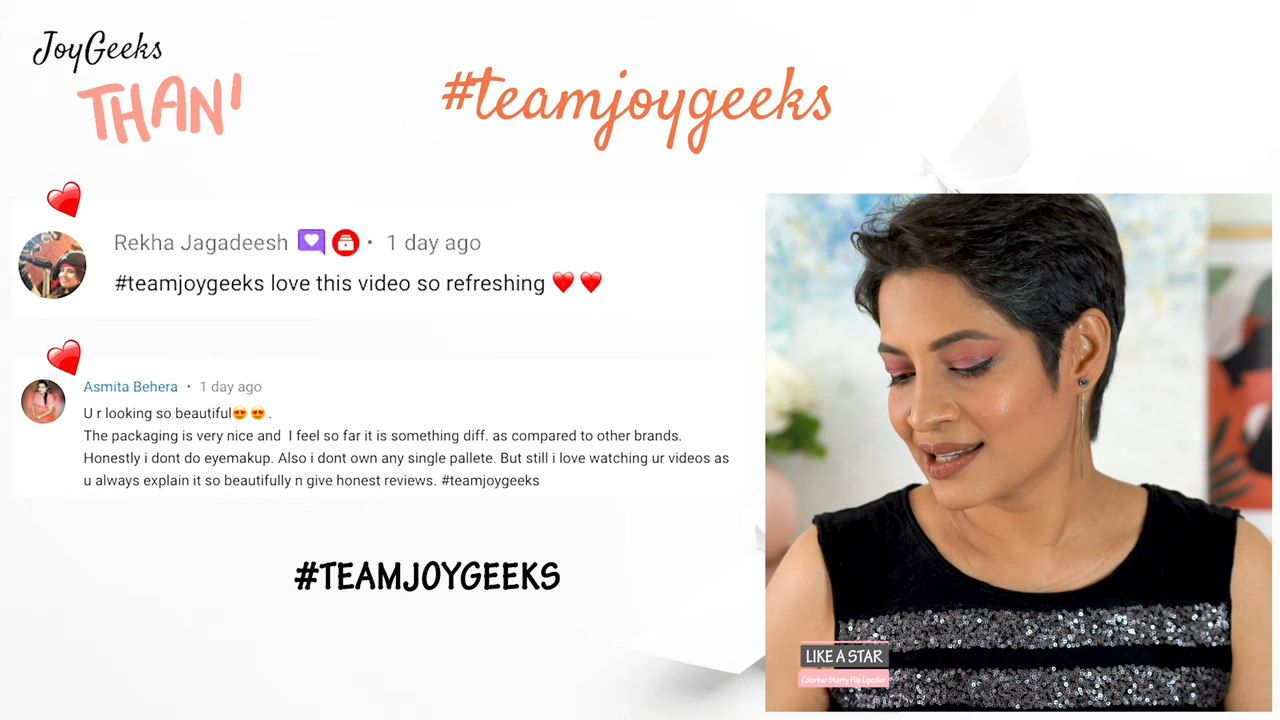 JoyGeeks
THAN
#teamjoygeeks
Rekha Jagadeesh • 1 day ago
#teamjoygeeks love this video so refreshing ❤️ ❤️
Asmita Behera • 1 day ago
U r looking so beautiful😍 😍 .
The packaging is very nice and I feel so far it is something diff. as compared to other brands.
Honestly i dont do eyemakup. Also i dont own any single pallete. But still i love watching ur videos as
u always explain it so beautifully n give honest reviews. #teamjoygeeks
#TEAMJOYGEEKS
LIKE A STAR
Colorbar Starry Flip Lipcolor